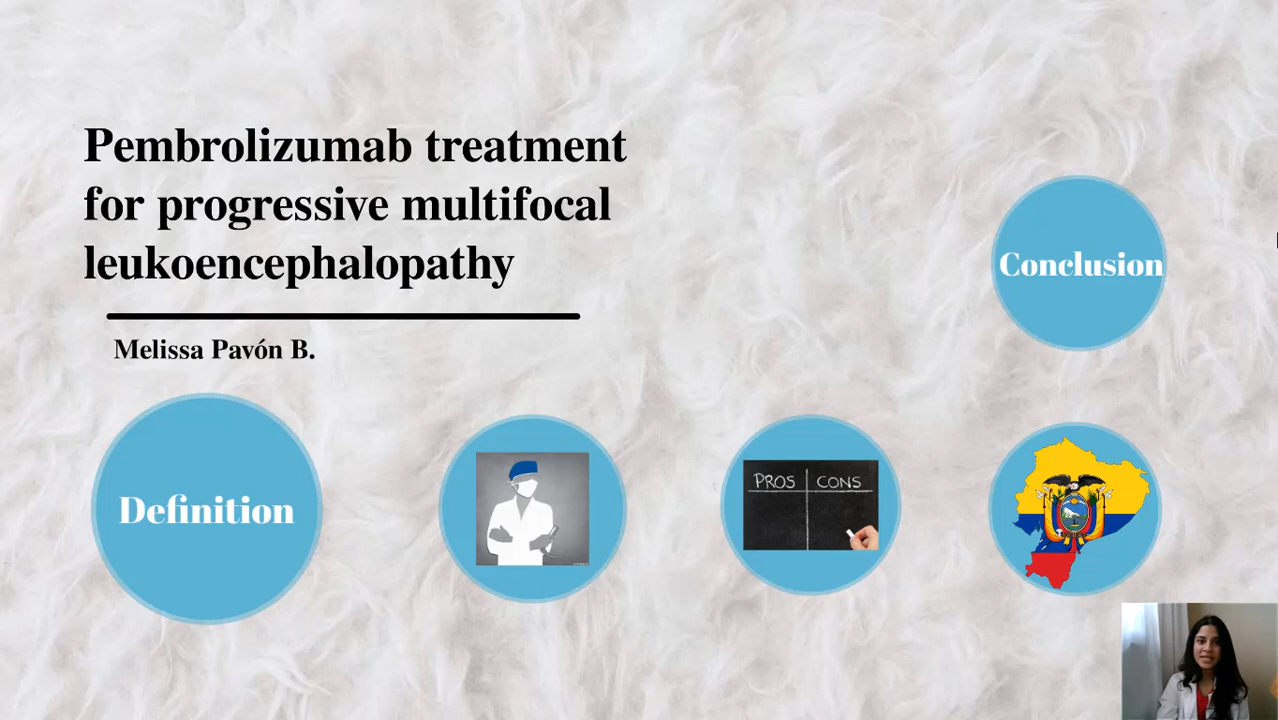 Pembrolizumab treatment
for progressive multifocal
leukoencephalopathy
Melissa Pavón B.
Conclusion
Definition
PROS CONS